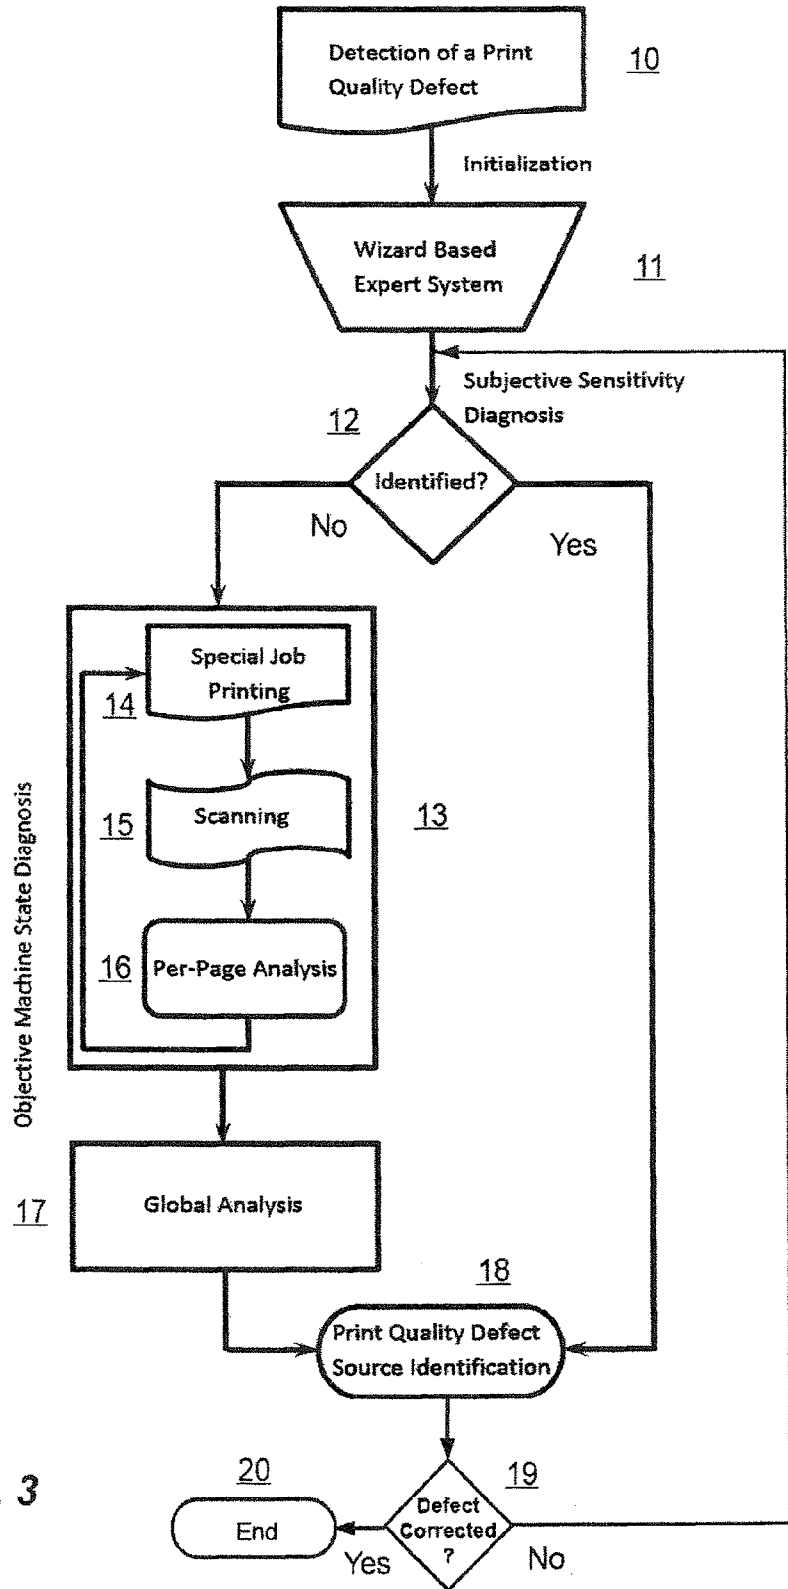 Detection of a Print
Quality Defect
10
Initialization
Wizard Based
Expert System
11
Subjective Sensitivity
Diagnosis
12
Identified?
No
Yes
Special Job
Printing
14
Scanning
15
13
Per-Page Analysis
16
Objective Machine State Diagnosis
Global Analysis
17
18
Print Quality Defect
Source Identification
19
Defect
Corrected
?
20
End
Yes
No
. 3